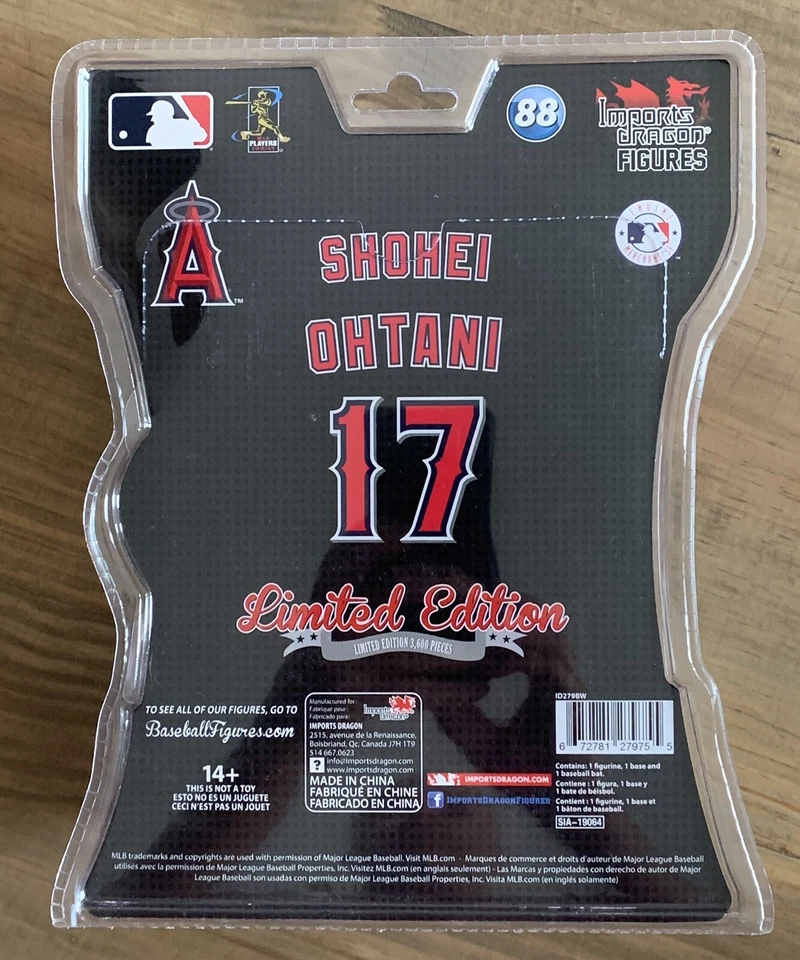 MLB
PLAYERS
88
Imports
dragon®
FIGURES
GENUINE
MERCHANDISE
A
™
SHOHEI
OHTANI
17
Limited Edition
LIMITED EDITION 3,600 PIECES
TO SEE ALL OF OUR FIGURES, GO TO
BaseballFigures.com
14+
THIS IS NOT A TOY
ESTO NO ES UN JUGUETE
CECI N'EST PAS UN JOUET
Manufactured for:
Fabriqué pour:
Fabricado para:
Imports
dragon
IMPORTS DRAGON
2515, avenue de la Renaissance,
Boisbriand, Qc. Canada J7H 1T9
514 667.0623
? info@importsdragon.com
www.importsdragon.com
MADE IN CHINA
FABRIQUÉ EN CHINE
FABRICADO EN CHINA
IMPORTSDRAGON.COM
f IMPORTSDRAGONFIGURES
ID279BW
6 72781 27975 5
Contains: 1 figurine, 1 base and
1 baseball bat.
Contiene : 1 figura, 1 base y
1 bate de béisbol.
Contient : 1 figurine, 1 base et
1 bâton de baseball.
SIA-19064
MLB trademarks and copyrights are used with permission of Major League Baseball. Visit MLB.com - Marques de commerce et droits d'auteur de Major League Baseball
utilisés avec la permission de Major League Baseball Properties, Inc. Visitez MLB.com (en anglais seulement) - Las Marcas y propiedades con derecho de autor de Major
League Baseball son usadas con permiso de Major League Baseball Properties, Inc. Visita MLB.com (en inglés solamente)